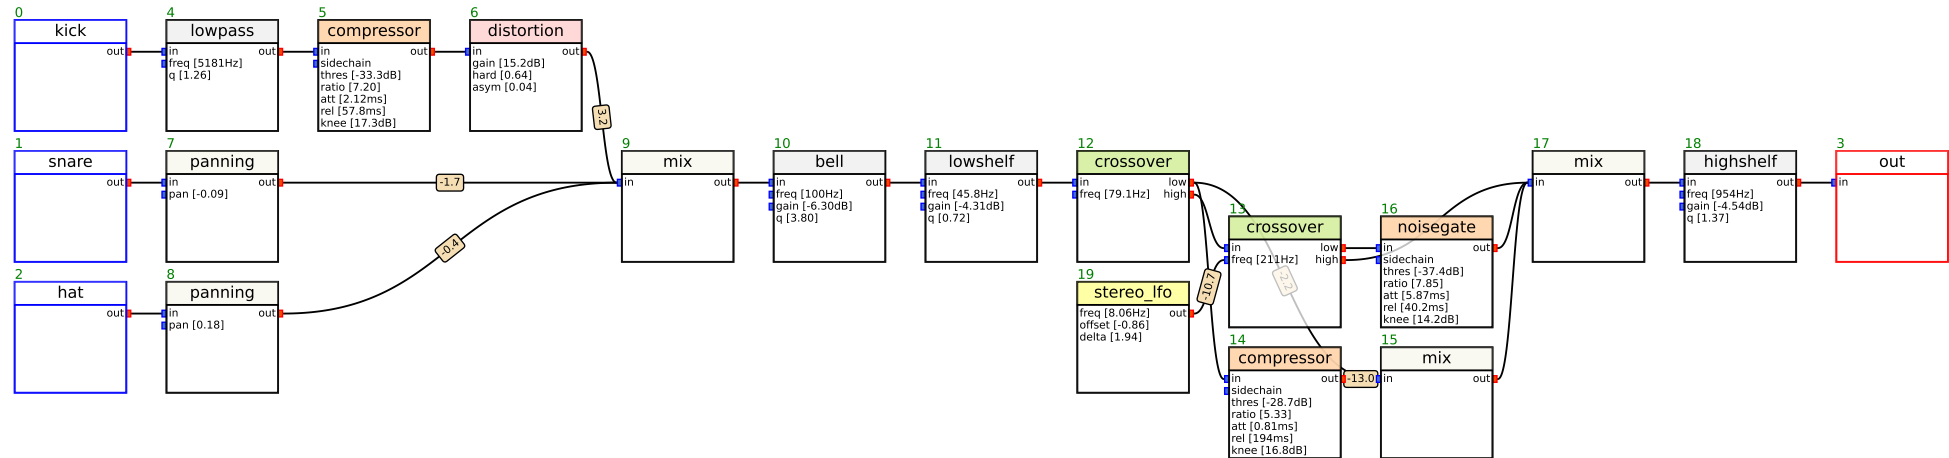 0
kick
out
4
lowpass
in out
freq [5181Hz]
q [1.26]
5
compressor
in out
sidechain
thres [-33.3dB]
ratio [7.20]
att [2.12ms]
rel [57.8ms]
knee [17.3dB]
6
distortion
in out
gain [15.2dB]
hard [0.64]
asym [0.04]
3.2
1
snare
out
7
panning
in out
pan [-0.09]
-1.7
2
hat
out
8
panning
in out
pan [0.18]
-0.4
9
mix
in out
10
bell
in out
freq [100Hz]
gain [-6.30dB]
q [3.80]
11
lowshelf
in out
freq [45.8Hz]
gain [-4.31dB]
q [0.72]
12
crossover
in low
freq [79.1Hz] high
19
stereo_lfo
freq [8.06Hz] out
offset [-0.86]
delta [1.94]
-10.7
13
crossover
in low
freq [211Hz] high
-2.2
14
compressor
in out
sidechain
thres [-28.7dB]
ratio [5.33]
att [0.81ms]
rel [194ms]
knee [16.8dB]
-13.0
16
noisegate
in out
sidechain
thres [-37.4dB]
ratio [7.85]
att [5.87ms]
rel [40.2ms]
knee [14.2dB]
15
mix
in out
17
mix
in out
18
highshelf
in out
freq [954Hz]
gain [-4.54dB]
q [1.37]
3
out
in